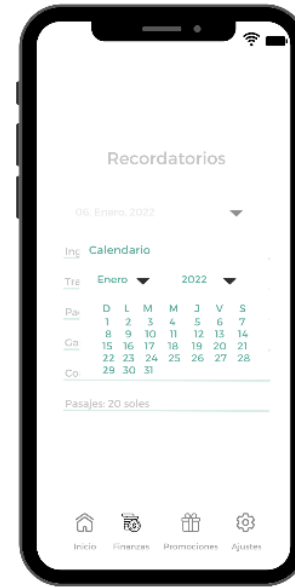 Recordatorios
06, Enero, 2022
Calendario
Enero 2022
D L M M J V S
1 2 3 4 5 6 7
8 9 10 11 12 13 14
15 16 17 18 19 20 21
22 23 24 25 26 27 28
29 30 31
Pasajes: 20 soles
Inicio Finanzas Promociones Ajustes